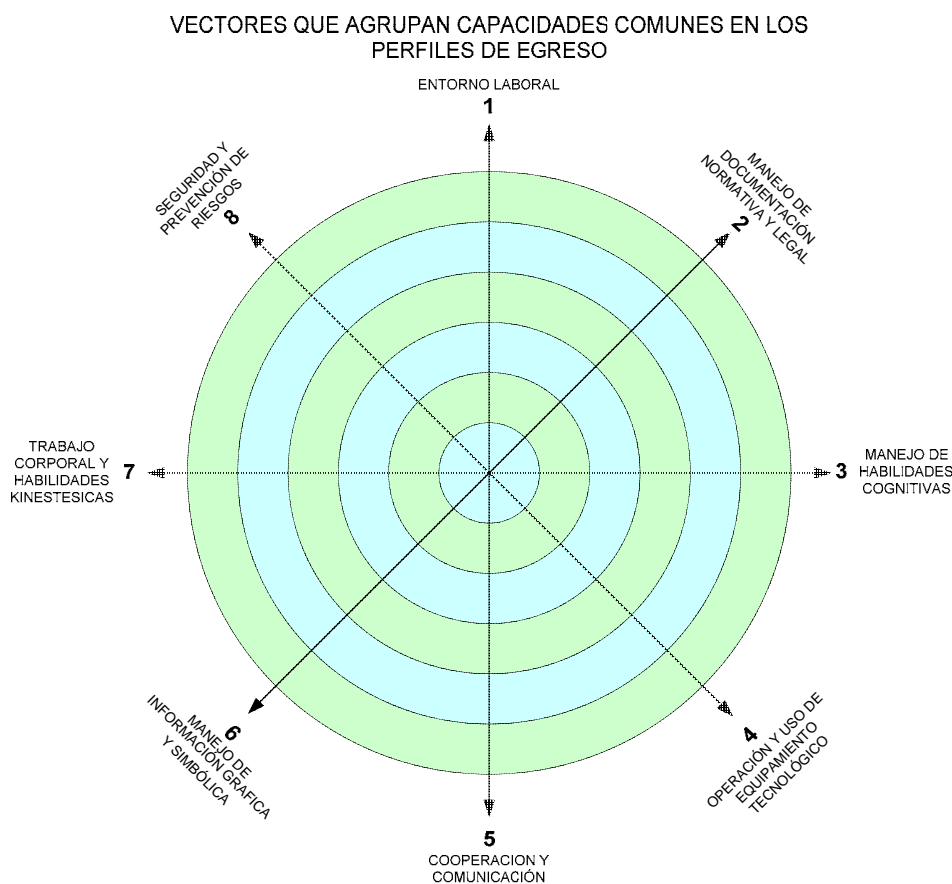 VECTORES QUE AGRUPAN CAPACIDADES COMUNES EN LOS
PERFILES DE EGRESO
ENTORNO LABORAL
1
MANEJO DE
DOCUMENTACIÓN
NORMATIVA Y LEGAL
2
3
MANEJO DE
HABILIDADES
COGNITIVAS
4
OPERACIÓN Y USO DE
EQUIPAMIENTO
TECNOLÓGICO
5
COOPERACION Y
COMUNICACIÓN
6
MANEJO DE
INFORMACIÓN GRAFICA
Y SIMBÓLICA
TRABAJO
CORPORAL Y
HABILIDADES
KINESTESICAS
7
SEGURIDAD Y
PREVENCIÓN DE
RIESGOS
8